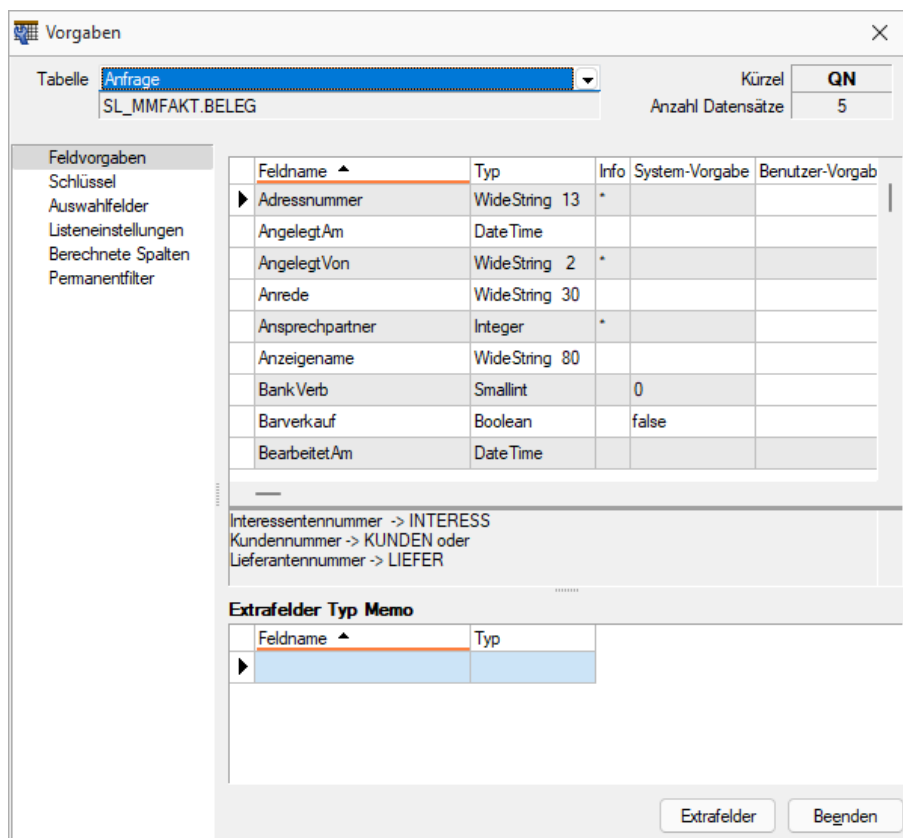 Vorgaben
Tabelle Anfrage Kürzel QN
SL_MMFAKT.BELEG Anzahl Datensätze 5
Feldvorgaben
Schlüssel
Auswahlfelder
Listeneinstellungen
Berechnete Spalten
Permanentfilter
Feldname Typ Info System-Vorgabe Benutzer-Vorgab
Adressnummer WideString 13 *
AngelegtAm DateTime
AngelegtVon WideString 2 *
Anrede WideString 30
Ansprechpartner Integer *
Anzeigename WideString 80
BankVerb Smallint 0
Barverkauf Boolean false
BearbeitetAm DateTime
Interessentennummer -> INTERESS
Kundennummer -> KUNDEN oder
Lieferantennummer -> LIEFER
Extrafelder Typ Memo
Feldname Typ
Extrafelder Beenden